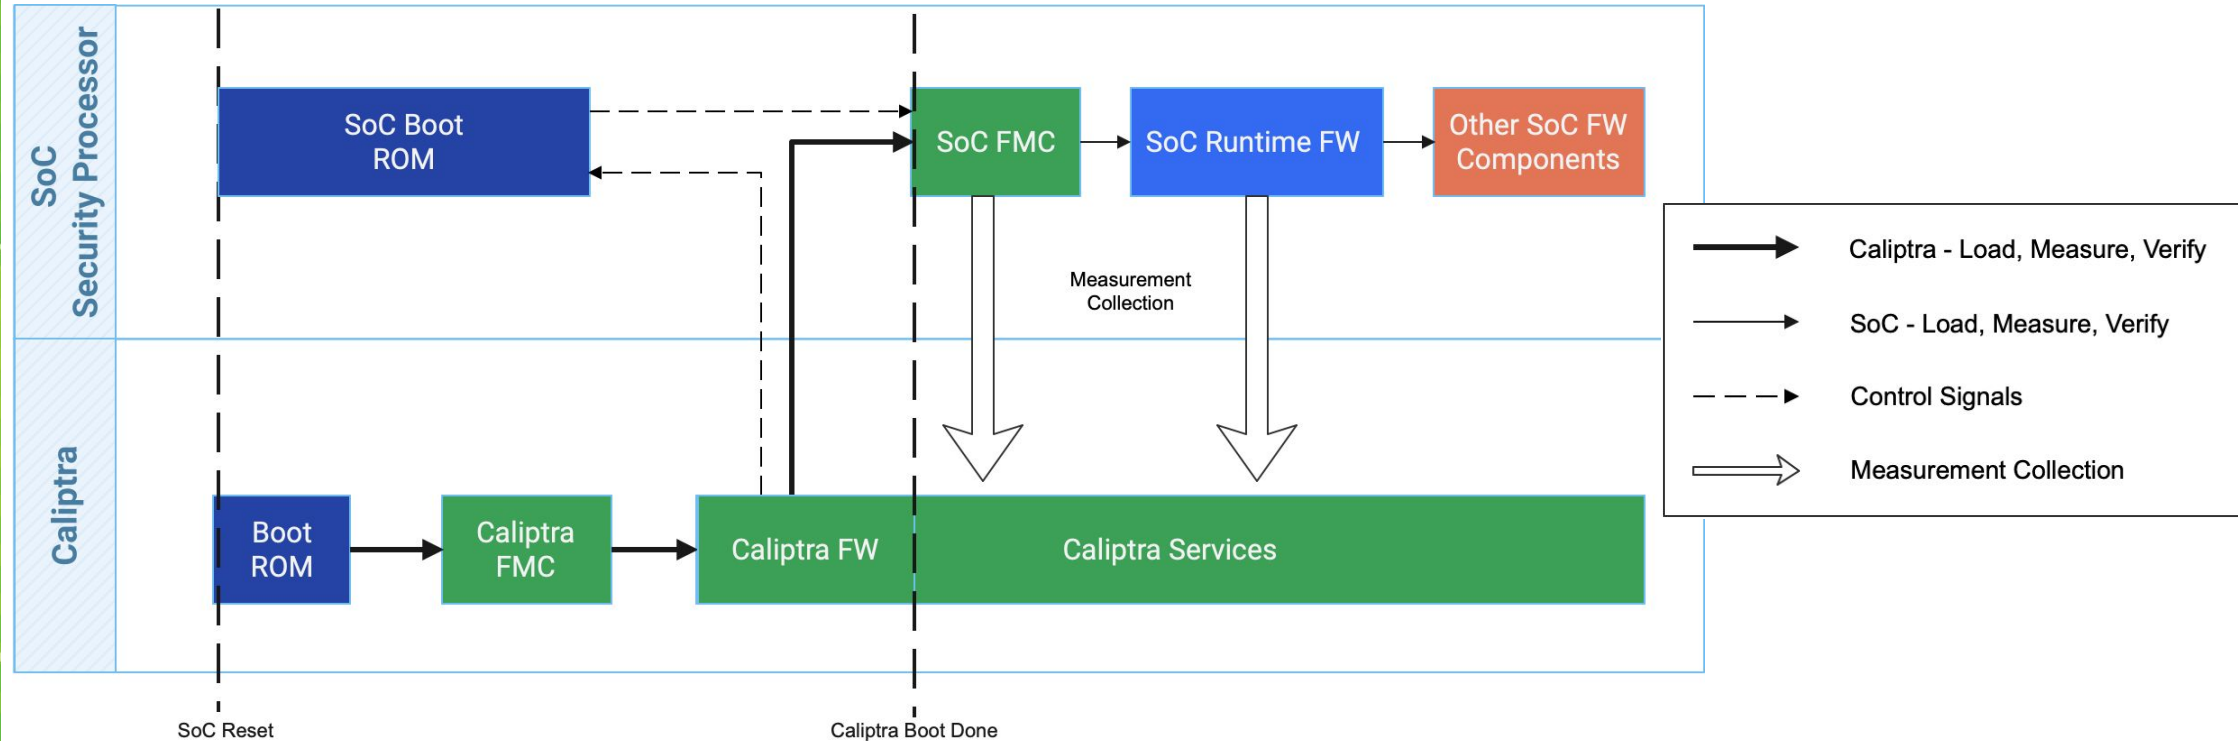 SoC
Security Processor
SoC Boot
ROM
SoC FMC
SoC Runtime FW
Other SoC FW
Components
Measurement
Collection
Caliptra - Load, Measure, Verify
SoC - Load, Measure, Verify
Control Signals
Measurement Collection
Caliptra
Boot
ROM
Caliptra
FMC
Caliptra FW
Caliptra Services
SoC Reset
Caliptra Boot Done